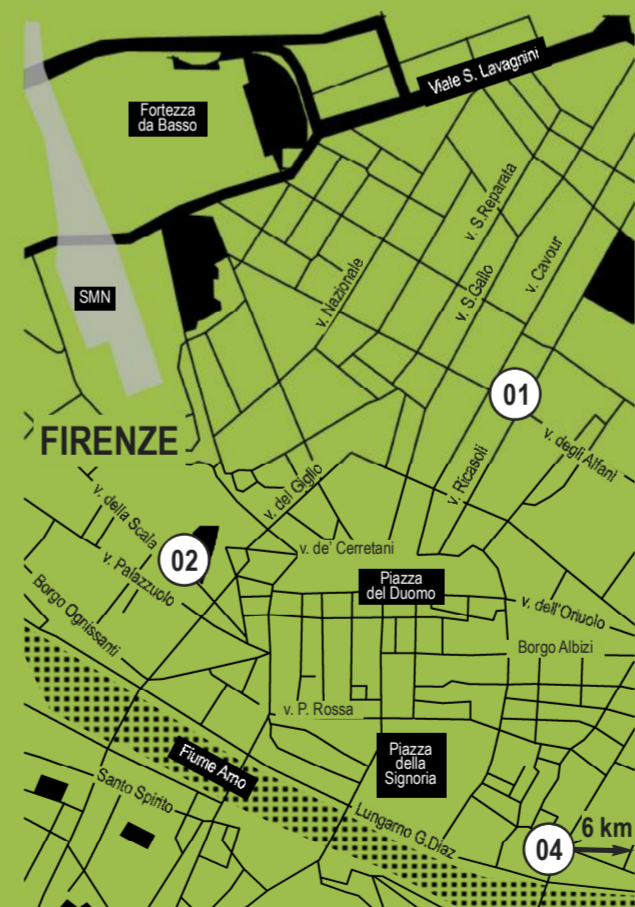 Viale S. Lavagnini
Fortezza
da Basso
v. S.Reparata
v. Cavour
v. Nazionale
v. S.Gallo
SMN
01
FIRENZE
v. degli Alfani
v. Ricasoli
v. del Giglio
v. della Scala
v. de' Cerretani
02
v. Palazzuolo
Piazza
del Duomo
Borgo Ognissanti
v. dell'Oriuolo
Borgo Albizi
v. P. Rossa
Piazza
della
Signoria
Fiume Arno
Santo Spirito
Lungarno G.Diaz
6 km
04